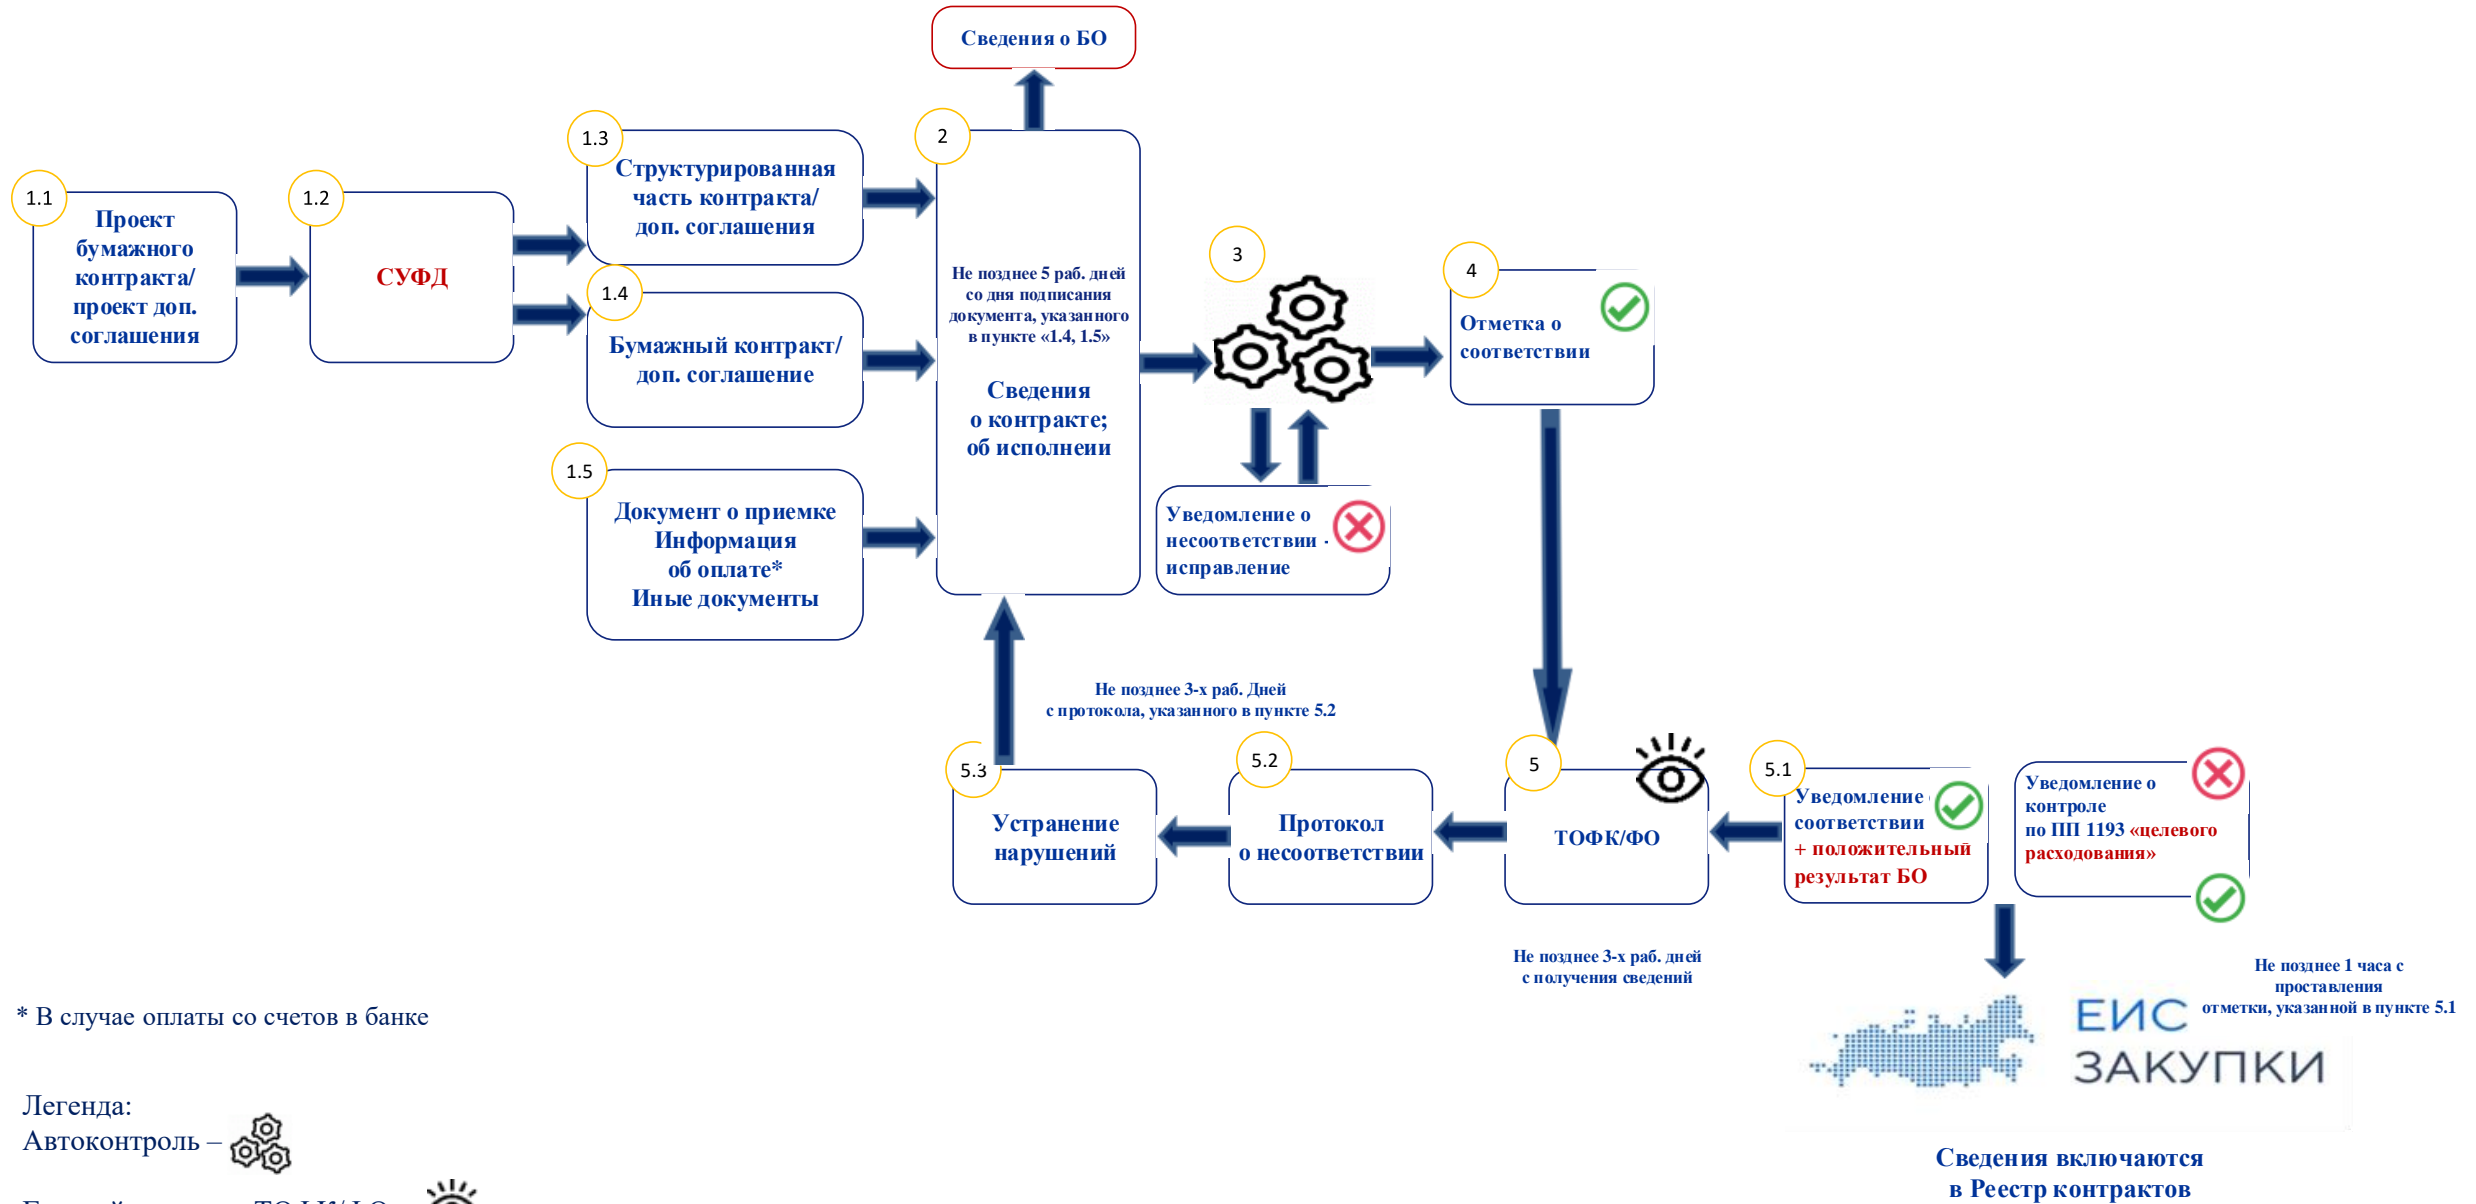 Сведения о БО
1.1
Проект
бумажного
контракта/
проект доп.
соглашения
1.2
СУФД
1.3
Структурированная
часть контракта/
доп. соглашения
1.4
Бумажный контракт/
доп. соглашение
1.5
Документ о приемке
Информация
об оплате*
Иные документы
2
Не позднее 5 раб. дней
со дня подписания
документа, указанного
в пункте «1.4, 1.5»
Сведения
о контракте;
об исполнеии
3
Уведомление о
несоответствии -
исправление
4
Отметка о
соответствии
Не позднее 3-х раб. Дней
с протокола, указанного в пункте 5.2
5.3
Устранение
нарушений
5.2
Протокол
о несоответствии
5
ТОФК/ФО
Не позднее 3-х раб. дней
с получения сведений
5.1
Уведомление
соответствии
+ положительный
результат БО
Уведомление о
контроле
по ПП 1193 «целевого
расходования»
Не позднее 1 часа с
проставления
отметки, указанной в пункте 5.1
ЕИС
ЗАКУПКИ
Сведения включаются
в Реестр контрактов
* В случае оплаты со счетов в банке
Легенда:
Автоконтроль –